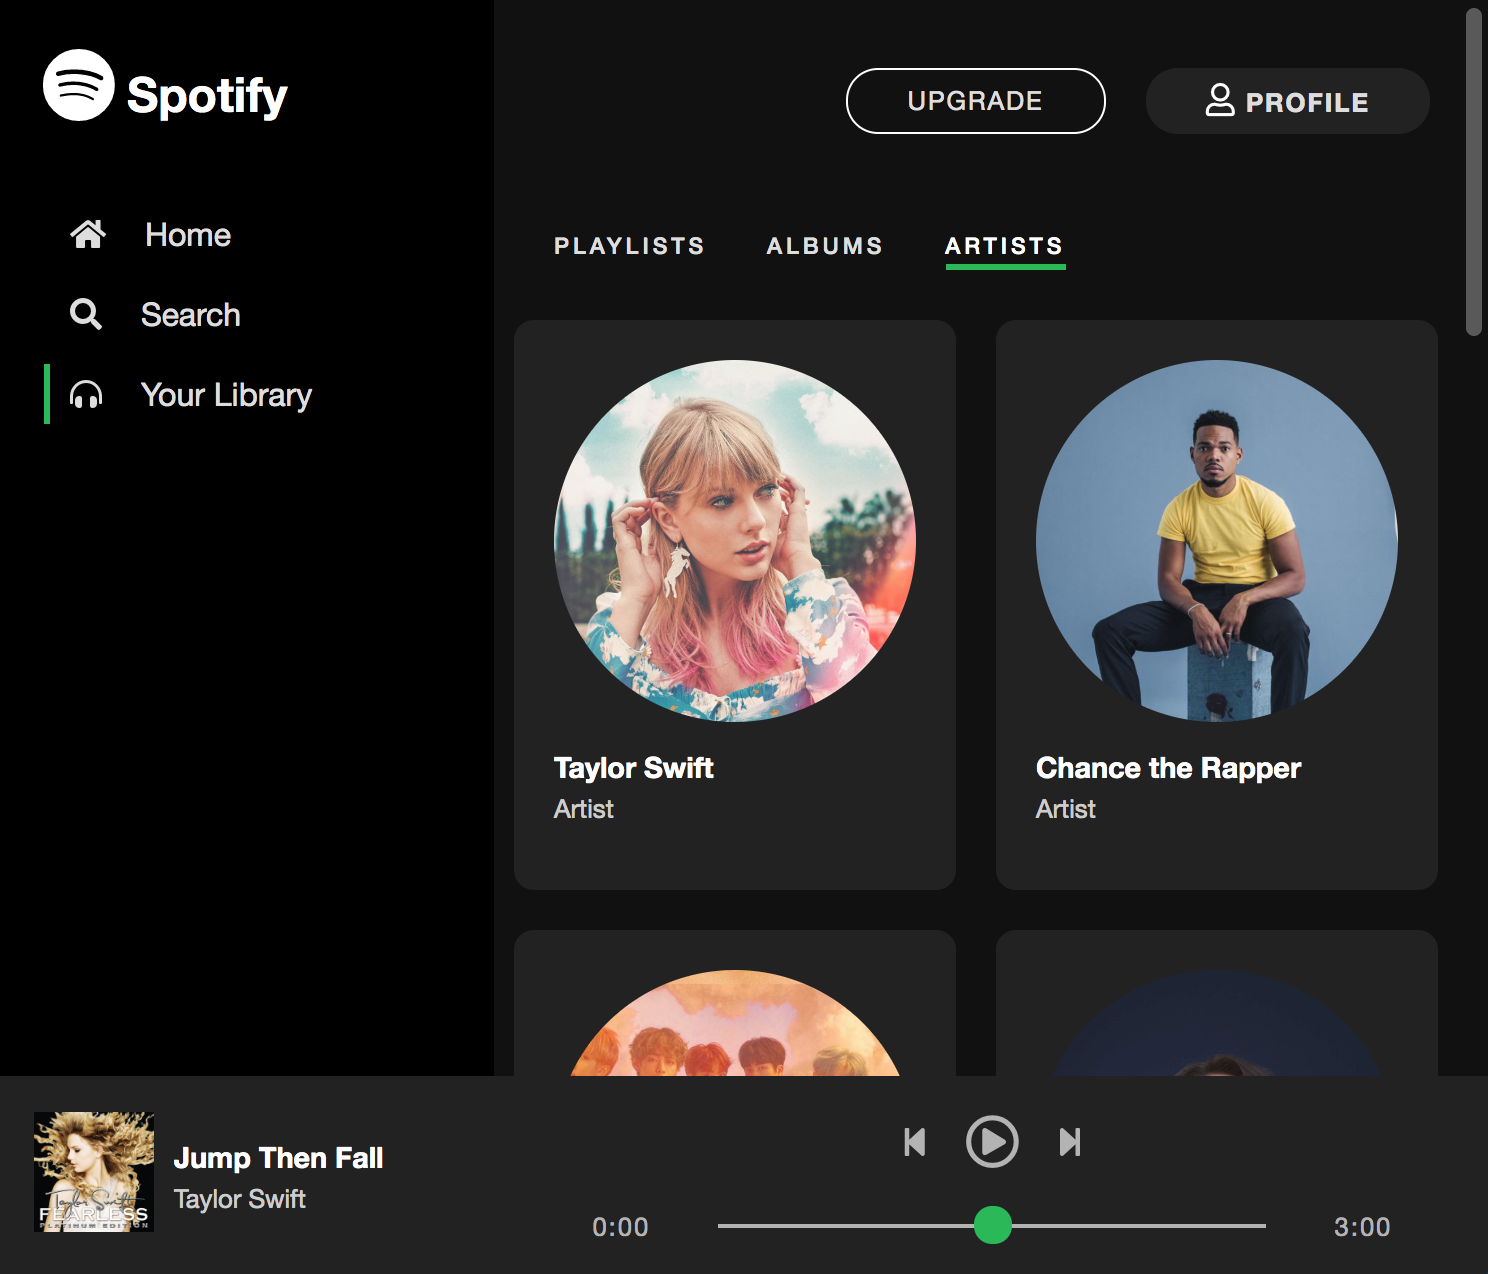 Spotify
UPGRADE
PROFILE
Home
Search
Your Library
PLAYLISTS ALBUMS ARTISTS
Taylor Swift
Artist
Chance the Rapper
Artist
Taylor Swift
FEARLESS
PLATINUM EDITION
Jump Then Fall
Taylor Swift
0:00
3:00